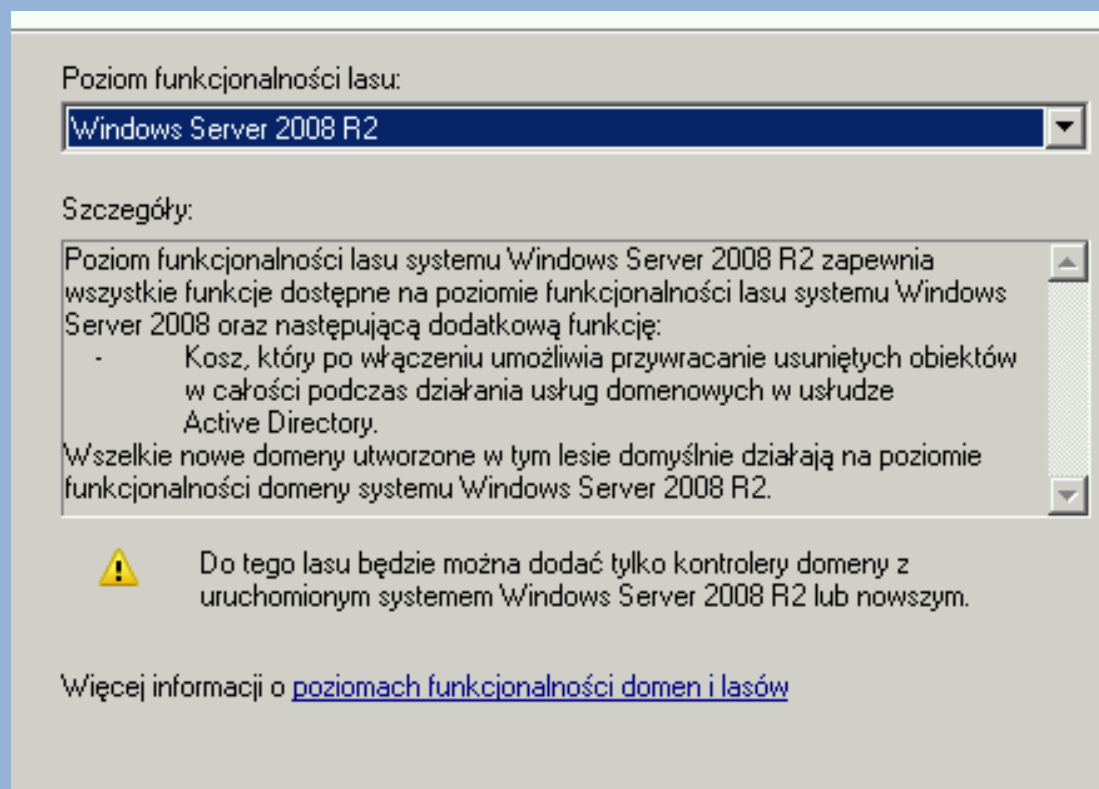 Poziom funkcjonalności lasu:
Windows Server 2008 R2
Szczegóły:
Poziom funkcjonalności lasu systemu Windows Server 2008 R2 zapewnia
wszystkie funkcje dostępne na poziomie funkcjonalności lasu systemu Windows
Server 2008 oraz następującą dodatkową funkcję:
- Kosz, który po włączeniu umożliwia przywracanie usuniętych obiektów
w całości podczas działania usług domenowych w usłudze
Active Directory.
Wszelkie nowe domeny utworzone w tym lesie domyślnie działają na poziomie
funkcjonalności domeny systemu Windows Server 2008 R2.
Do tego lasu będzie można dodać tylko kontrolery domeny z
uruchomionym systemem Windows Server 2008 R2 lub nowszym.
Więcej informacji o poziomach funkcjonalności domen i lasów